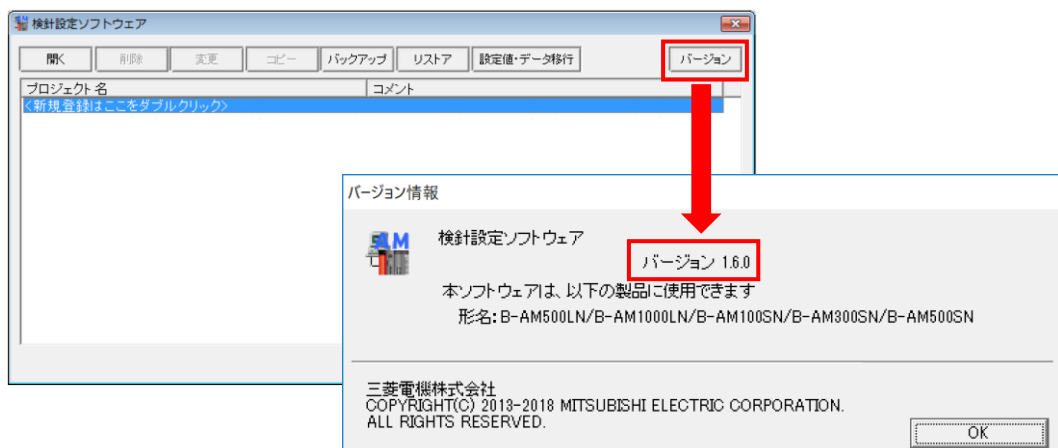 検針設定ソフトウェア
開く 削除 変更 コピー バックアップ リストア 設定値・データ移行 バージョン
プロジェクト名 コメント
<新規登録はここをダブルクリック>
バージョン情報
検針設定ソフトウェア
バージョン 1.6.0
本ソフトウェアは、以下の製品に使用できます
形名:B-AM500LN/B-AM1000LN/B-AM100SN/B-AM300SN/B-AM500SN
三菱電機株式会社
COPYRIGHT(C) 2013-2018 MITSUBISHI ELECTRIC CORPORATION.
ALL RIGHTS RESERVED.
OK